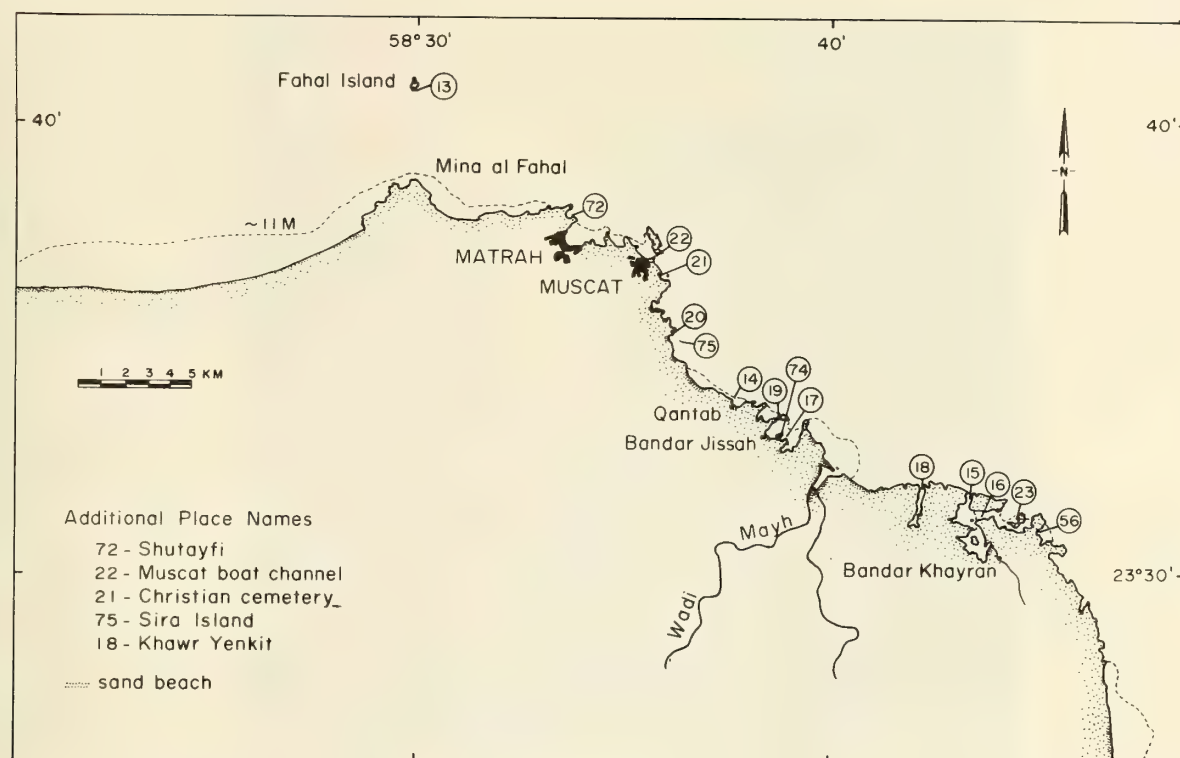 58°30'
40'
Fahal Island
13
40'
40'
N
Mina al Fahal
~11M
72
MATRAH
22
MUSCAT
21
20
75
1 2 3 4 5 KM
14
19
74
17
Qantab
Bandar Jissah
18
15
16
23
56
Mayh
Wadi
Bandar Khayran
23°30'
Additional Place Names
72 - Shutayfi
22 - Muscat boat channel
21 - Christian cemetery
75 - Sira Island
18 - Khawr Yenkit
sand beach